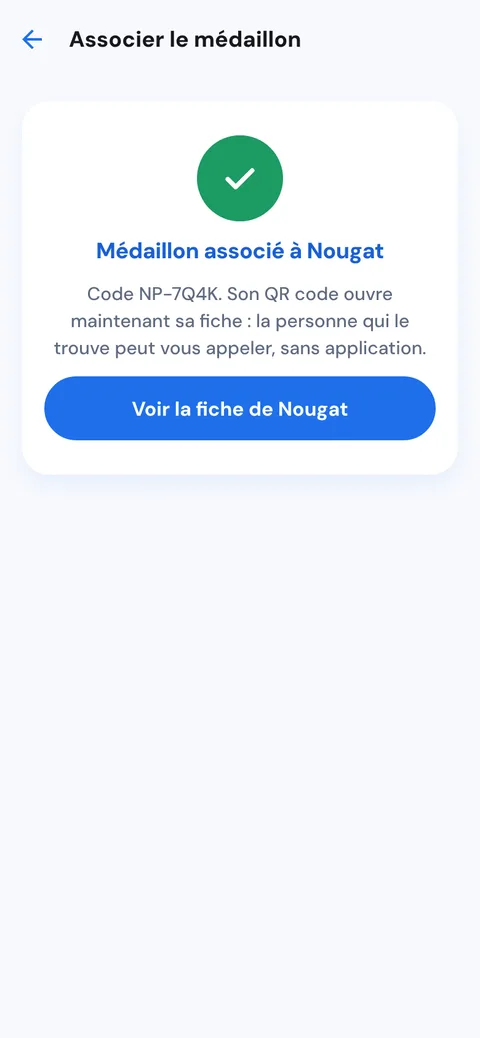 Associer le médaillon
Médaillon associé à Nougat
Code NP-7Q4K. Son QR code ouvre
maintenant sa fiche : la personne qui le
trouve peut vous appeler, sans application.
Voir la fiche de Nougat